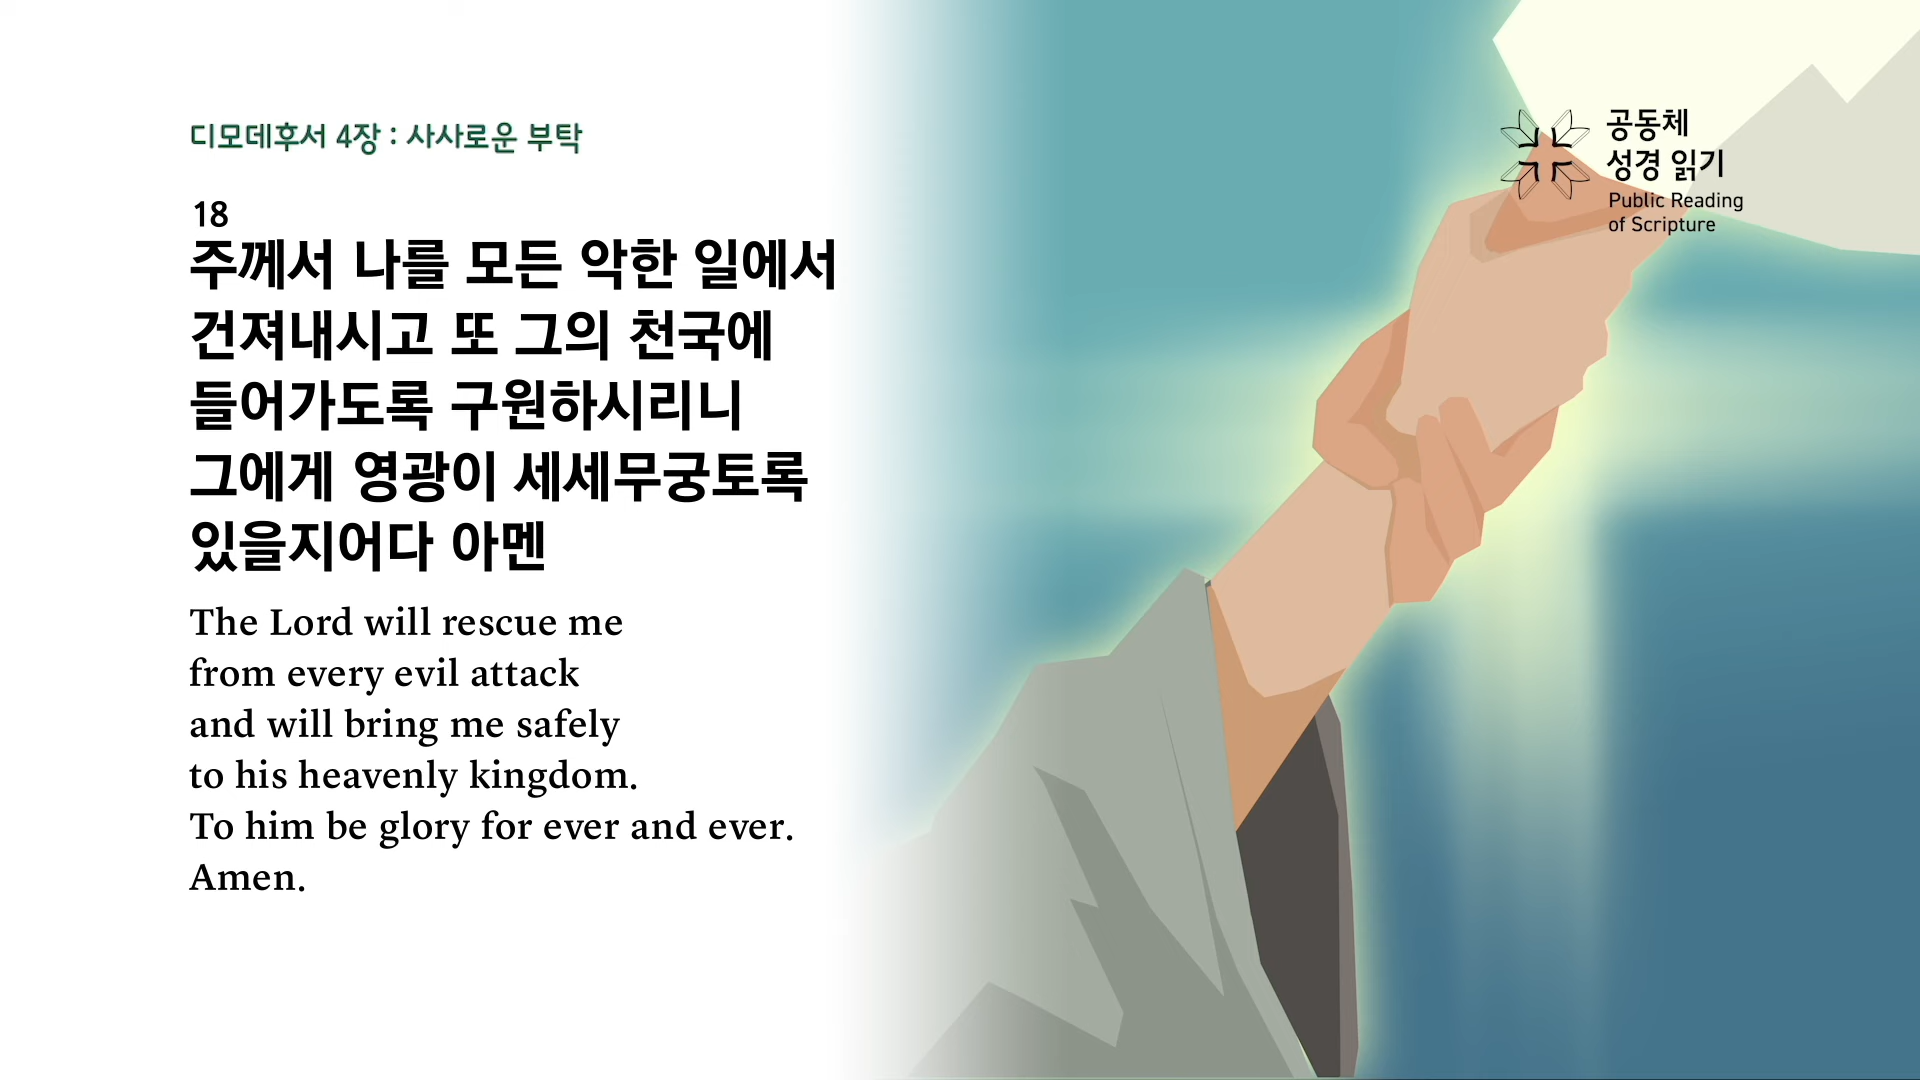 디모데후서 4장 : 사사로운 부탁
18
주께서 나를 모든 악한 일에서
건져내시고 또 그의 천국에
들어가도록 구원하시리니
그에게 영광이 세세무궁토록
있을지어다 아멘
The Lord will rescue me
from every evil attack
and will bring me safely
to his heavenly kingdom.
To him be glory for ever and ever.
Amen.
공동체
성경 읽기
Public Reading
of Scripture